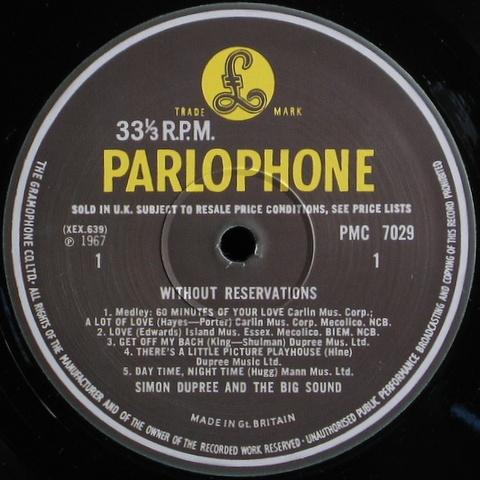 £
TRADE MARK
33⅓ R.P.M.
PARLOPHONE
SOLD IN U.K. SUBJECT TO RESALE PRICE CONDITIONS, SEE PRICE LISTS
(XEX.639)
℗ 1967
PMC 7029
1
1
WITHOUT RESERVATIONS
1. Medley: 60 MINUTES OF YOUR LOVE Carlin Mus. Corp.;
A LOT OF LOVE (Hayes—Porter) Carlin Mus. Corp. Mecolico. NCB.
2. LOVE (Edwards) Island Mus. Essex. Mecolico. BIEM. NCB.
3. GET OFF MY BACH (King—Shulman) Dupree Mus. Ltd.
4. THERE'S A LITTLE PICTURE PLAYHOUSE (Hine)
Dupree Music Ltd.
5. DAY TIME, NIGHT TIME (Hugg) Mann Mus. Ltd.
SIMON DUPREE AND THE BIG SOUND
MADE IN Gt. BRITAIN
THE GRAMOPHONE CO. LTD. · ALL RIGHTS OF THE MANUFACTURER AND OF THE OWNER OF THE RECORDED WORK RESERVED · UNAUTHORISED PUBLIC PERFORMANCE BROADCASTING AND COPYING OF THIS RECORD PROHIBITED